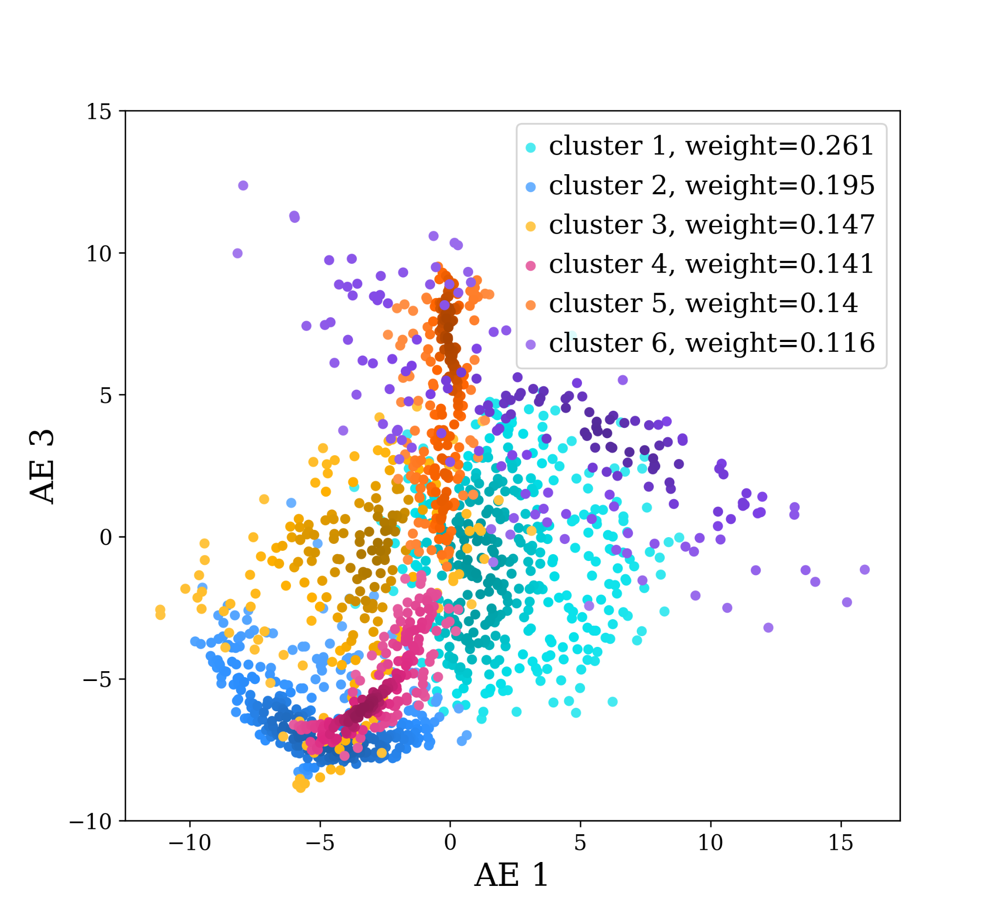 15
10
5
0
−5
−10
AE 3
cluster 1, weight=0.261
cluster 2, weight=0.195
cluster 3, weight=0.147
cluster 4, weight=0.141
cluster 5, weight=0.14
cluster 6, weight=0.116
−10 −5 0 5 10 15
AE 1